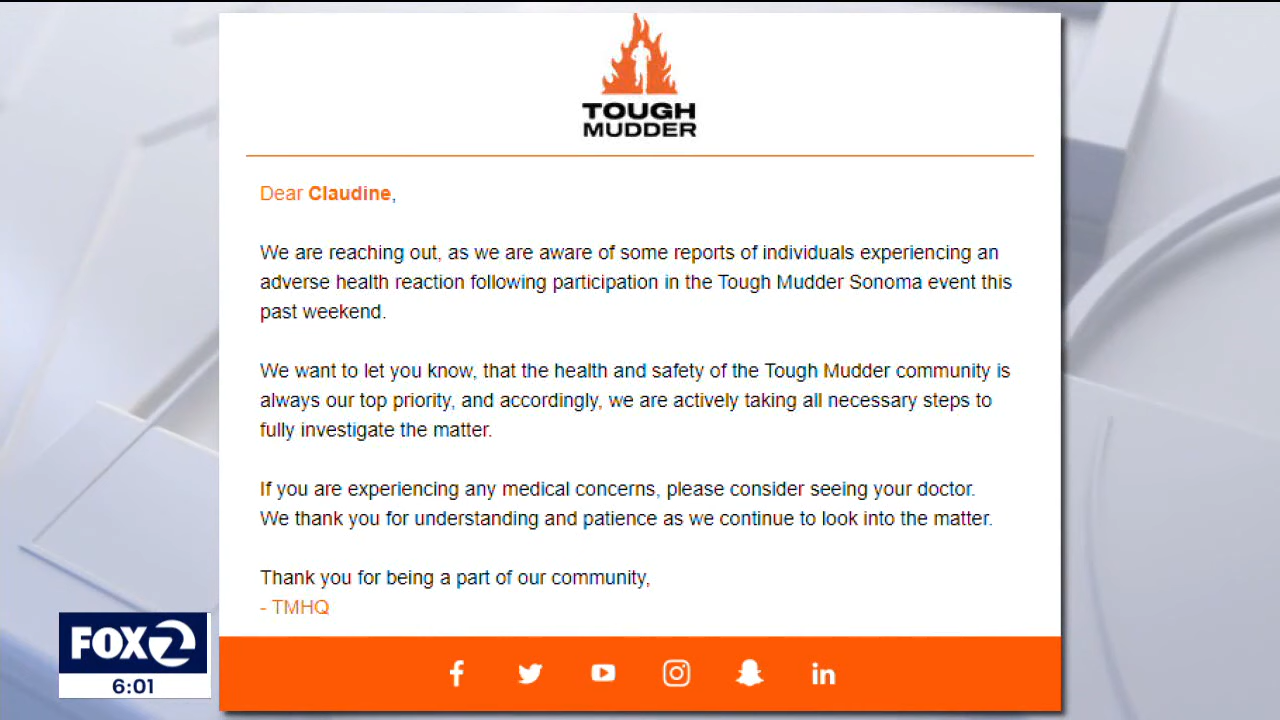 TOUGH
MUDDER
Dear Claudine,
We are reaching out, as we are aware of some reports of individuals experiencing an
adverse health reaction following participation in the Tough Mudder Sonoma event this
past weekend.
We want to let you know, that the health and safety of the Tough Mudder community is
always our top priority, and accordingly, we are actively taking all necessary steps to
fully investigate the matter.
If you are experiencing any medical concerns, please consider seeing your doctor.
We thank you for understanding and patience as we continue to look into the matter.
Thank you for being a part of our community,
- TMHQ
FOX 2
6:01